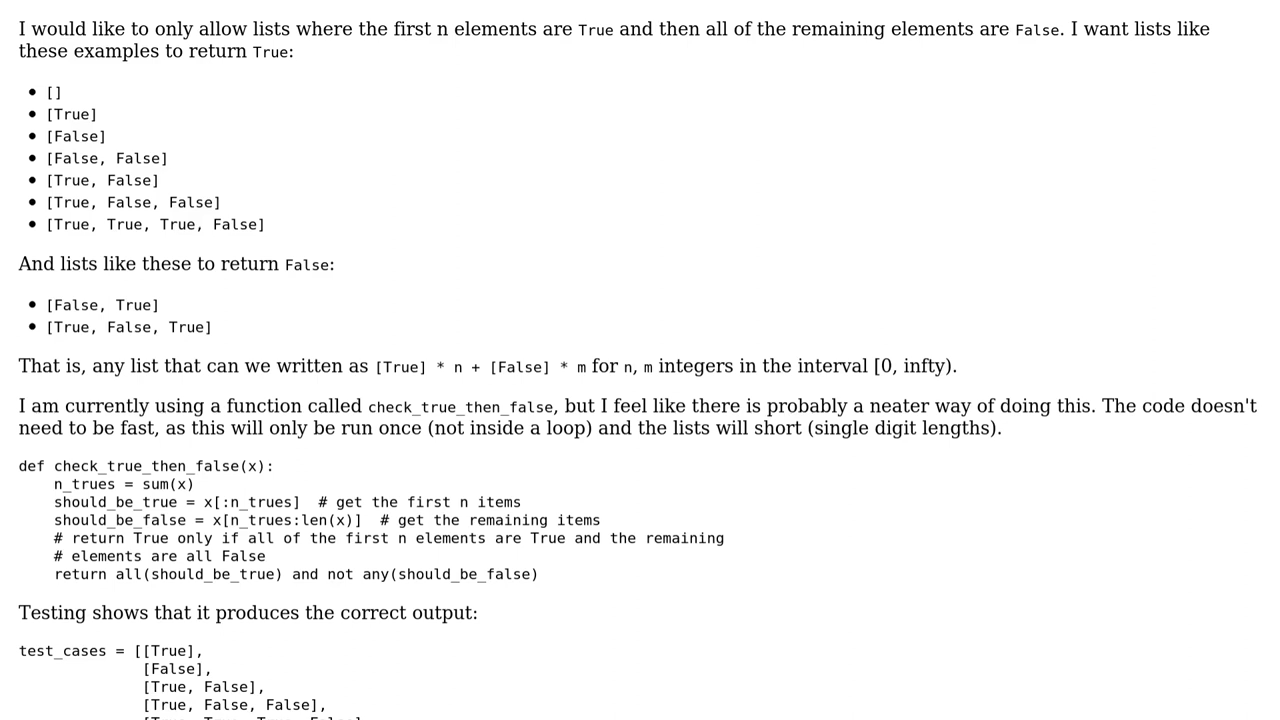 I would like to only allow lists where the first n elements are True and then all of the remaining elements are False. I want lists like
these examples to return True:
• []
• [True]
• [False]
• [False, False]
• [True, False]
• [True, False, False]
• [True, True, True, False]
And lists like these to return False:
• [False, True]
• [True, False, True]
That is, any list that can we written as [True] * n + [False] * m for n, m integers in the interval [0, infty).
I am currently using a function called check_true_then_false, but I feel like there is probably a neater way of doing this. The code doesn't
need to be fast, as this will only be run once (not inside a loop) and the lists will short (single digit lengths).
def check_true_then_false(x):
    n_trues = sum(x)
    should_be_true = x[:n_trues]  # get the first n items
    should_be_false = x[n_trues:len(x)]  # get the remaining items
    # return True only if all of the first n elements are True and the remaining
    # elements are all False
    return all(should_be_true) and not any(should_be_false)
Testing shows that it produces the correct output:
test_cases = [[True],
              [False],
              [True, False],
              [True, False, False],
              [True, True, True, False],